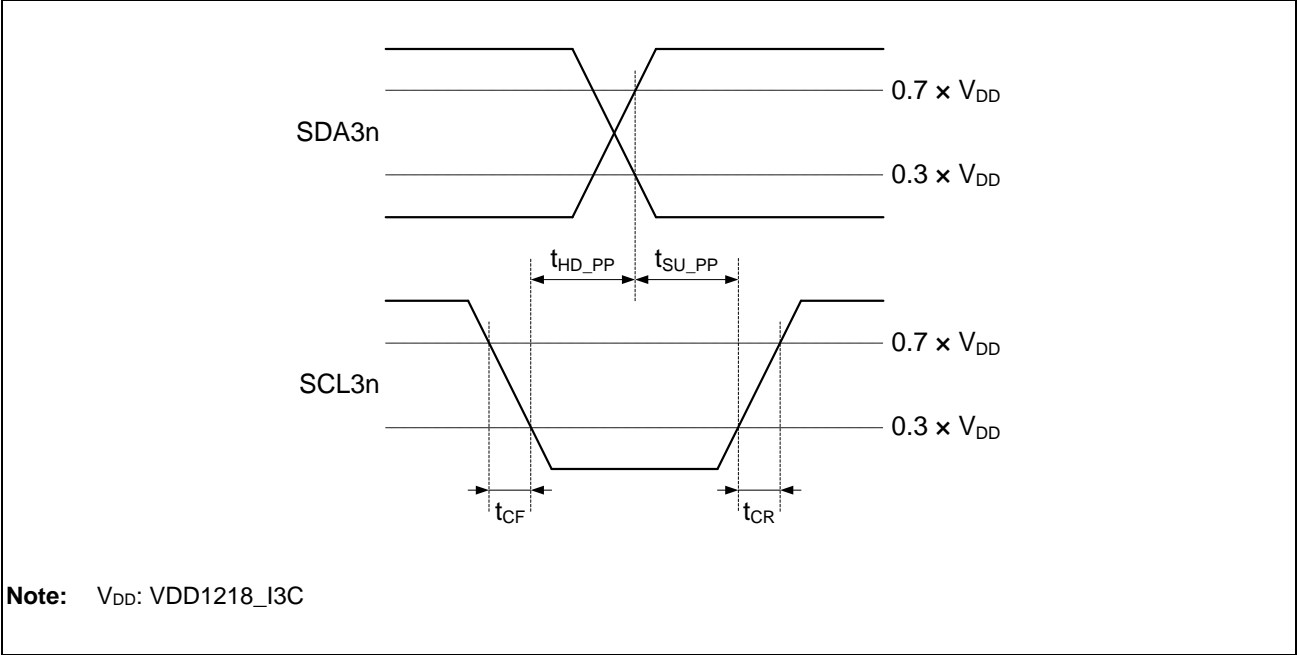 0.7 × VDD
SDA3n
0.3 × VDD
tHD_PP tSU_PP
0.7 × VDD
SCL3n
0.3 × VDD
tCF tCR
Note: VDD: VDD1218_I3C